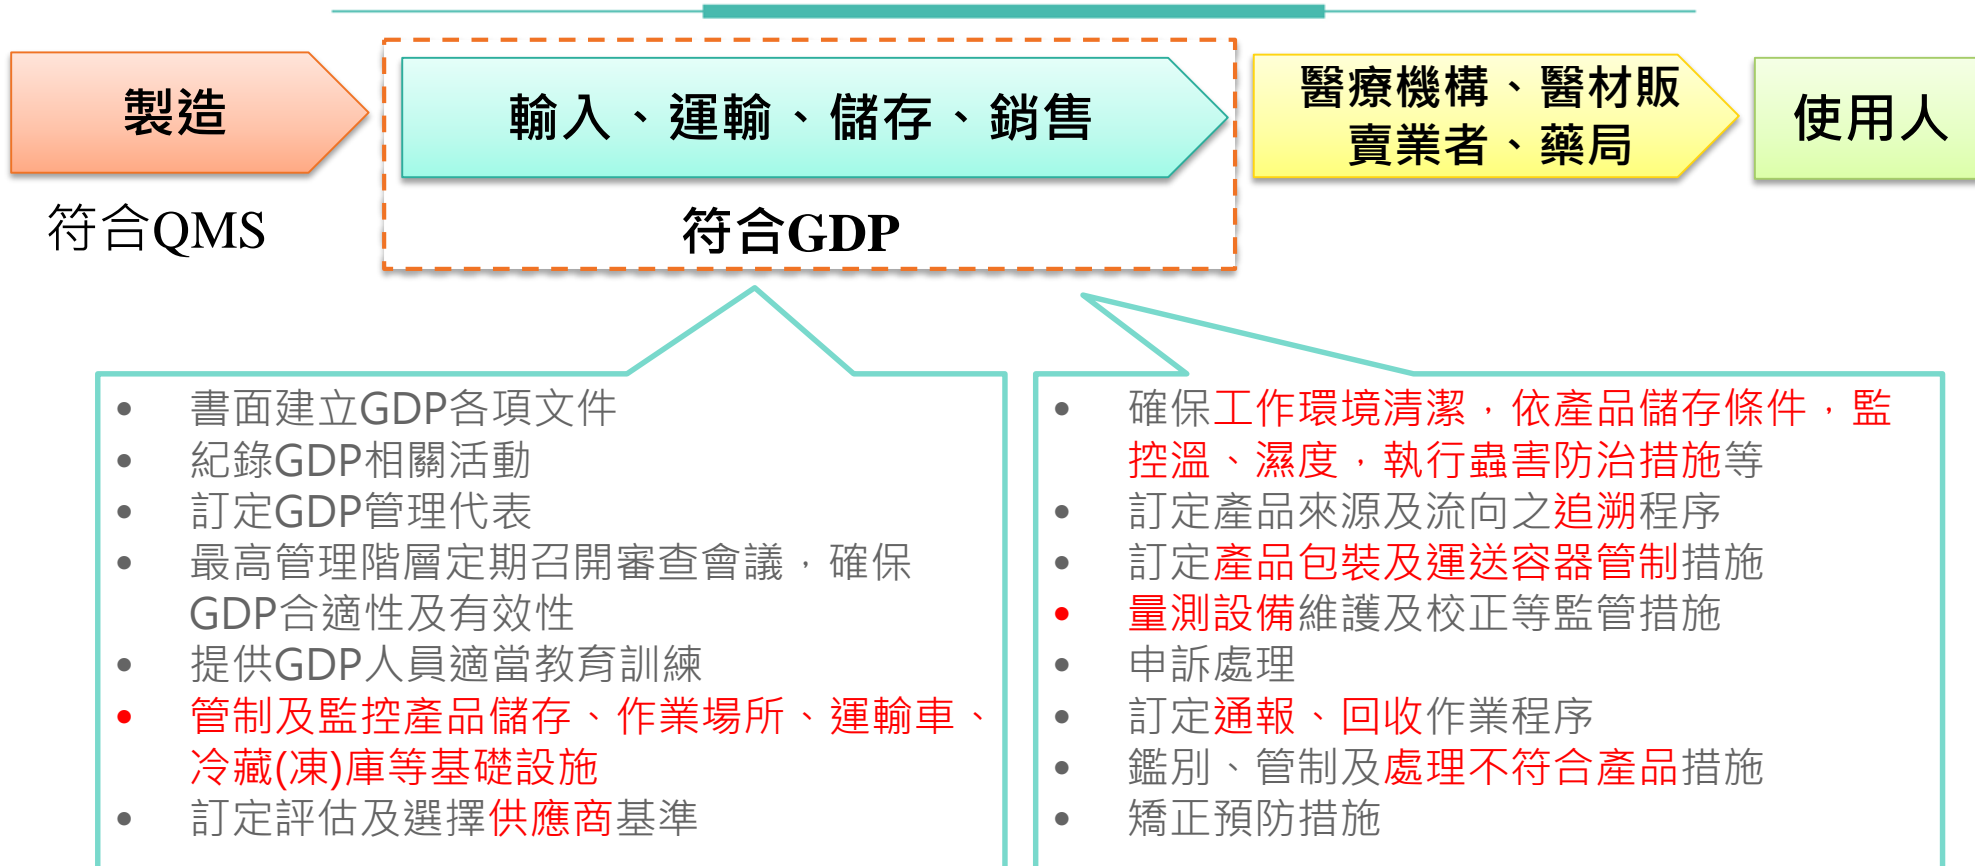 製造
輸入、運輸、儲存、銷售
醫療機構、醫材販
賣業者、藥局
使用人
符合QMS
符合GDP
• 書面建立GDP各項文件
• 紀錄GDP相關活動
• 訂定GDP管理代表
• 最高管理階層定期召開審查會議，確保
GDP合適性及有效性
• 提供GDP人員適當教育訓練
• 管制及監控產品儲存、作業場所、運輸車、
冷藏(凍)庫等基礎設施
• 訂定評估及選擇供應商基準
• 確保工作環境清潔，依產品儲存條件，監
控溫、濕度，執行蟲害防治措施等
• 訂定產品來源及流向之追溯程序
• 訂定產品包裝及運送容器管制措施
• 量測設備維護及校正等監管措施
• 申訴處理
• 訂定通報、回收作業程序
• 鑑別、管制及處理不符合產品措施
• 矯正預防措施